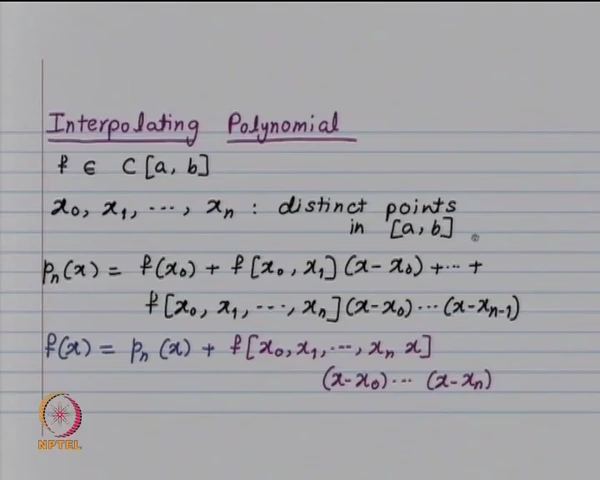 Interpolating Polynomial
f ∈ C [a, b]
x₀, x₁, ⋯, xₙ : distinct points
in [a, b]
pₙ(x) = f(x₀) + f[x₀, x₁](x-x₀) +⋯+
f[x₀, x₁, ⋯, xₙ](x-x₀)⋯(x-xₙ₋₁)
f(x) = pₙ(x) + f[x₀, x₁, ⋯, xₙ x]
(x-x₀)⋯ (x-xₙ)
NPTEL